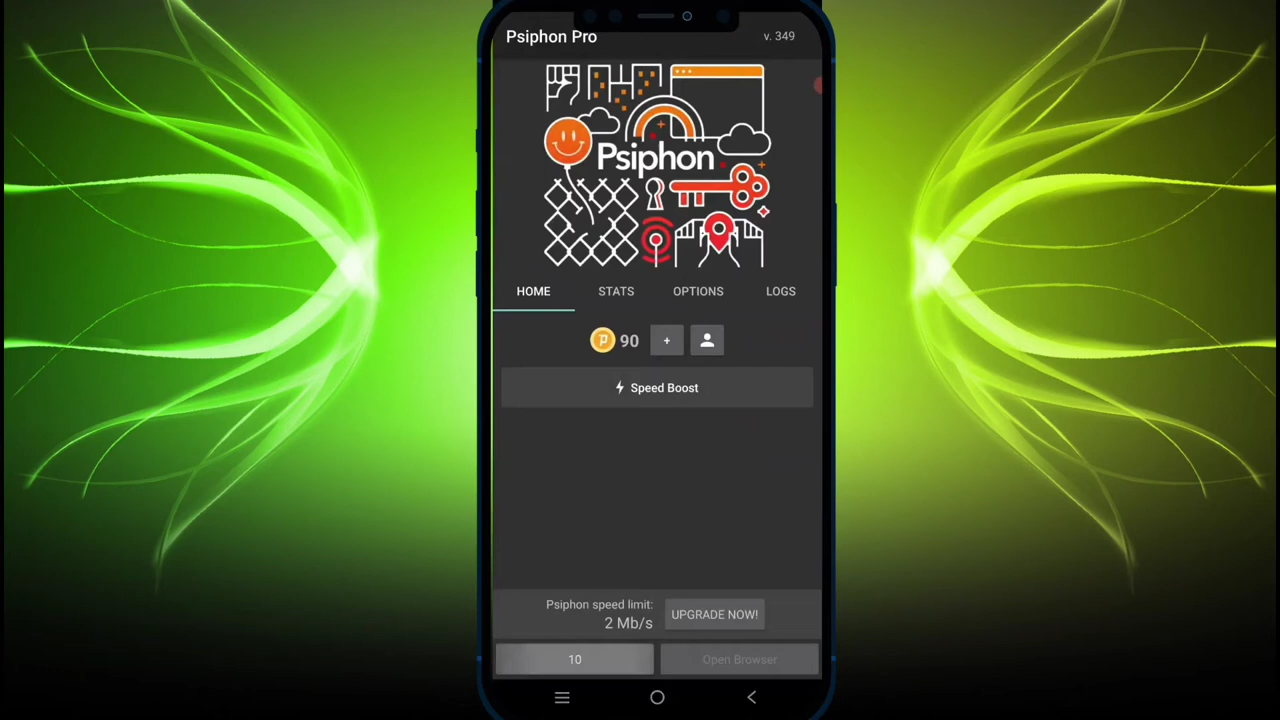 Psiphon Pro
v. 349
Psiphon
HOME STATS OPTIONS LOGS
90 +
Speed Boost
Psiphon speed limit:
2 Mb/s
UPGRADE NOW!
10
Open Browser